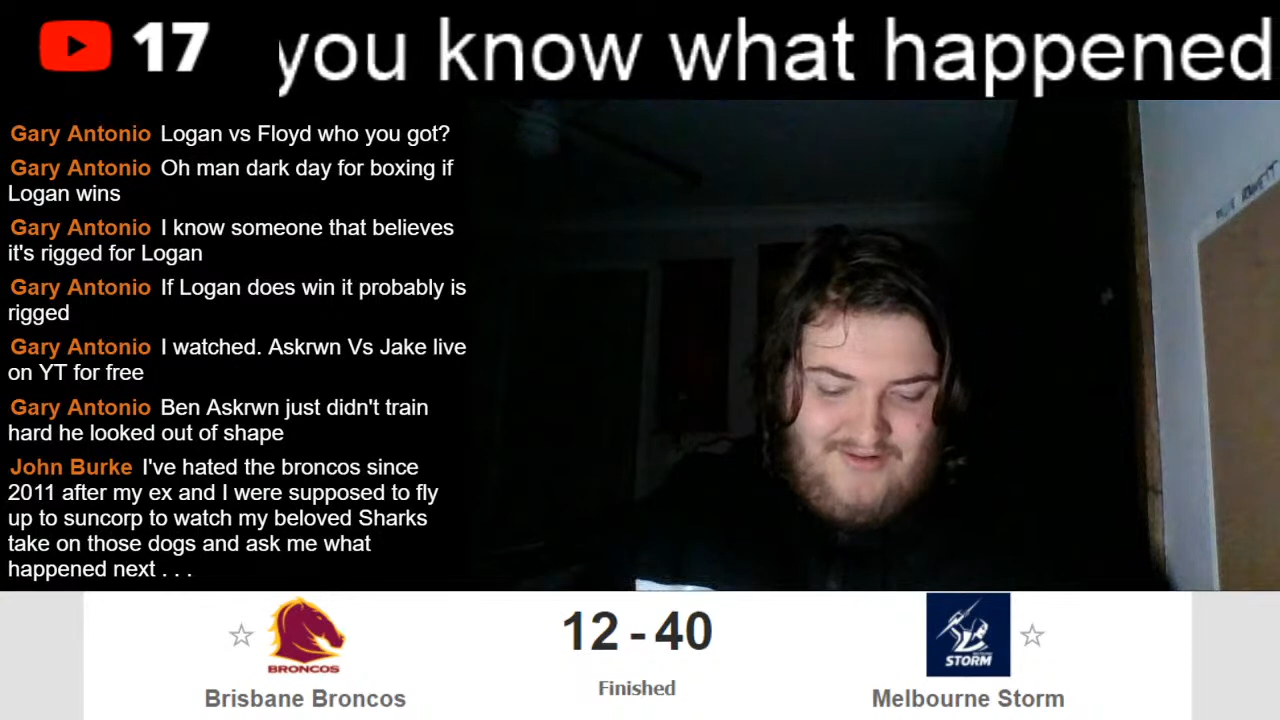 17
you know what happened
Gary Antonio Logan vs Floyd who you got?
Gary Antonio Oh man dark day for boxing if
Logan wins
Gary Antonio I know someone that believes
it's rigged for Logan
Gary Antonio If Logan does win it probably is
rigged
Gary Antonio I watched. Askrwn Vs Jake live
on YT for free
Gary Antonio Ben Askrwn just didn't train
hard he looked out of shape
John Burke I've hated the broncos since
2011 after my ex and I were supposed to fly
up to suncorp to watch my beloved Sharks
take on those dogs and ask me what
happened next . . .
BRONCOS
12 - 40
STORM
Brisbane Broncos
Finished
Melbourne Storm